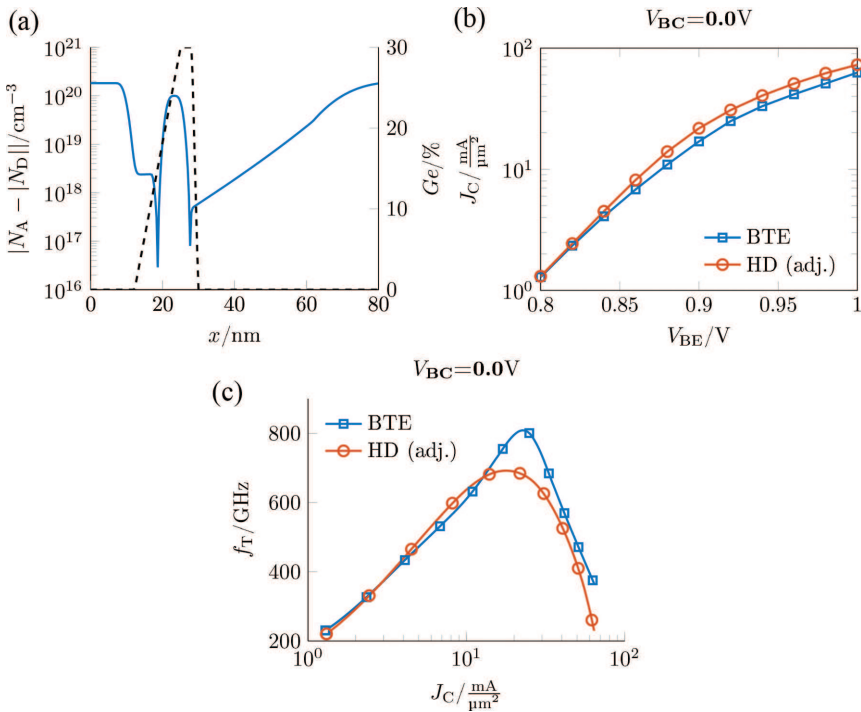 (a)
10^21
10^20
10^19
10^18
10^17
10^16
|N_A − |N_D||/cm^−3
0 20 40 60 80
x/nm
30
20
10
0
Ge/%
(b)
V_BC=0.0V
10^2
10^1
10^0
J_C/ mA/µm^2
BTE
HD (adj.)
0.8 0.85 0.9 0.95 1
V_BE/V
V_BC=0.0V
(c)
BTE
HD (adj.)
800
600
400
200
f_T/GHz
10^0 10^1 10^2
J_C/ mA/µm^2